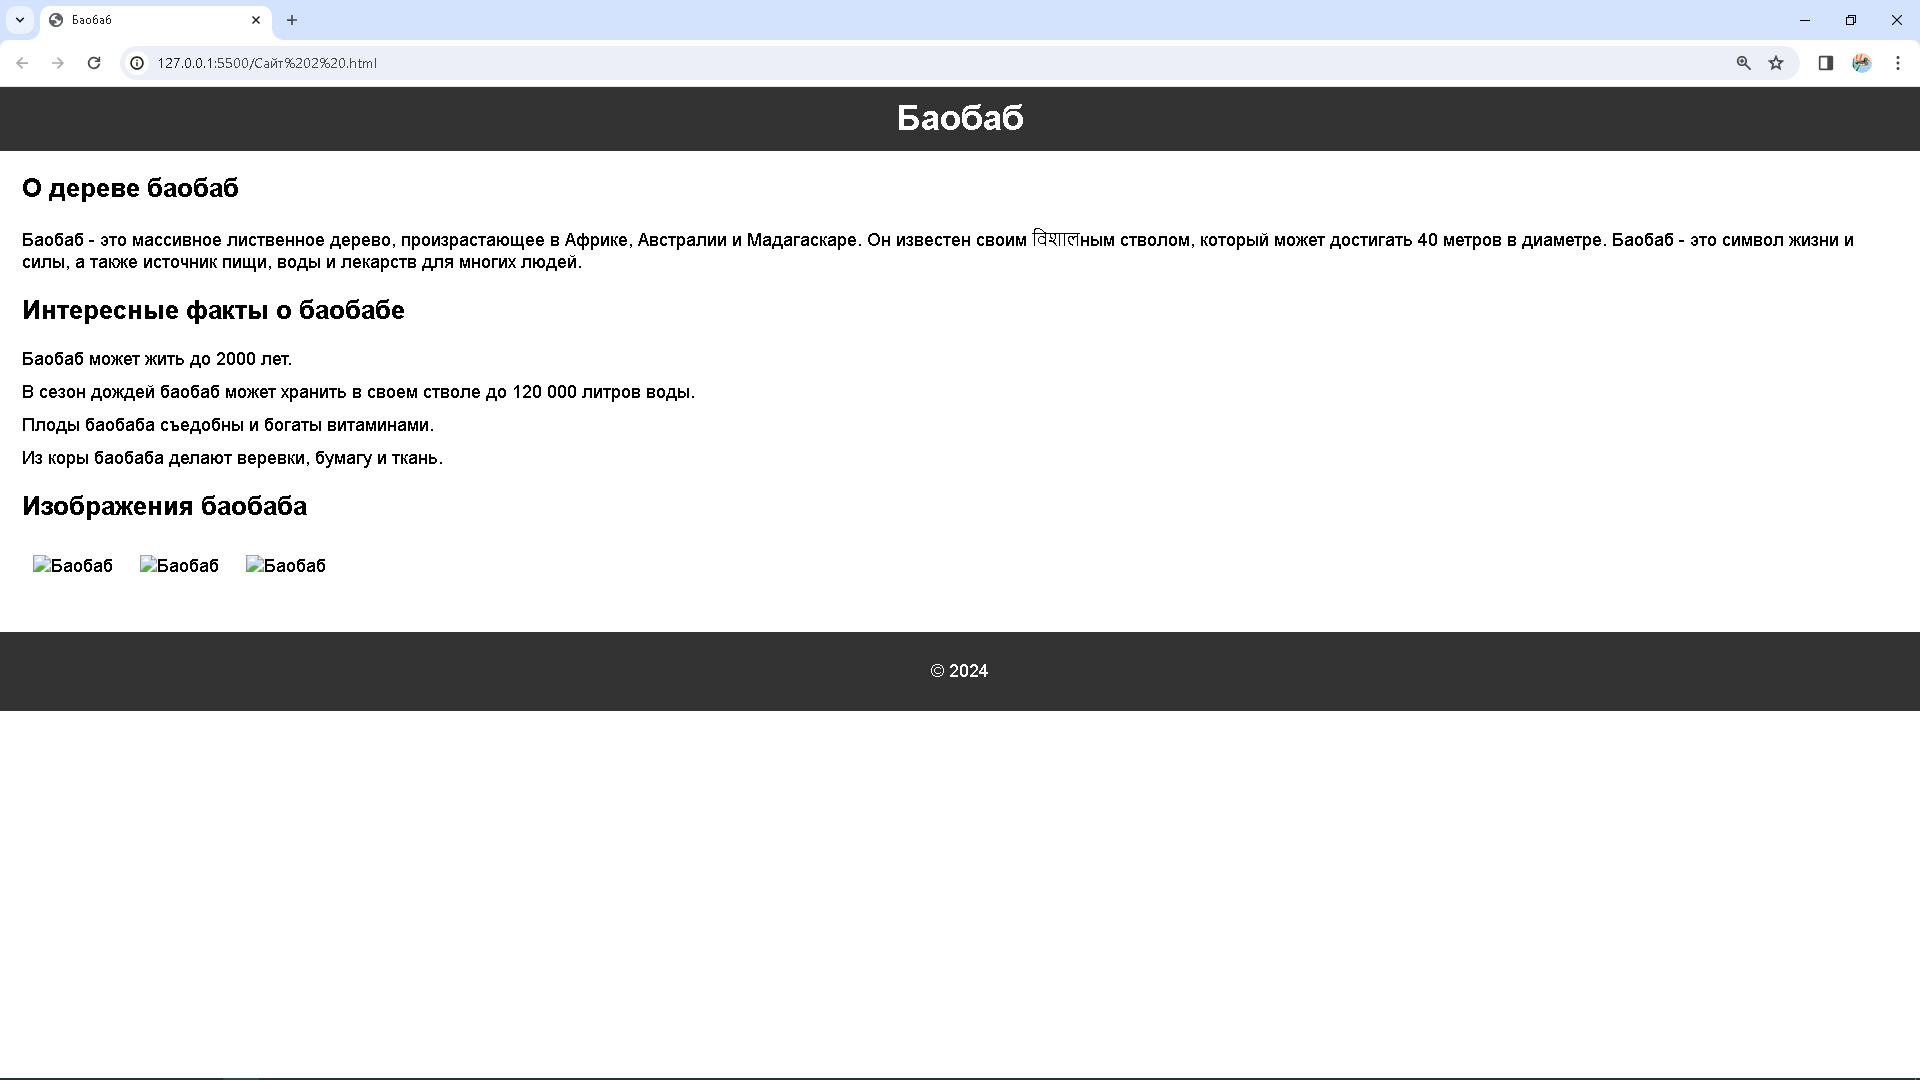 Баобаб
127.0.0.1:5500/Сайт%202%20.html
Баобаб
О дереве баобаб
Баобаб - это массивное лиственное дерево, произрастающее в Африке, Австралии и Мадагаскаре. Он известен своим विशालным стволом, который может достигать 40 метров в диаметре. Баобаб - это символ жизни и
силы, а также источник пищи, воды и лекарств для многих людей.
Интересные факты о баобабе
Баобаб может жить до 2000 лет.
В сезон дождей баобаб может хранить в своем стволе до 120 000 литров воды.
Плоды баобаба съедобны и богаты витаминами.
Из коры баобаба делают веревки, бумагу и ткань.
Изображения баобаба
Баобаб Баобаб Баобаб
© 2024